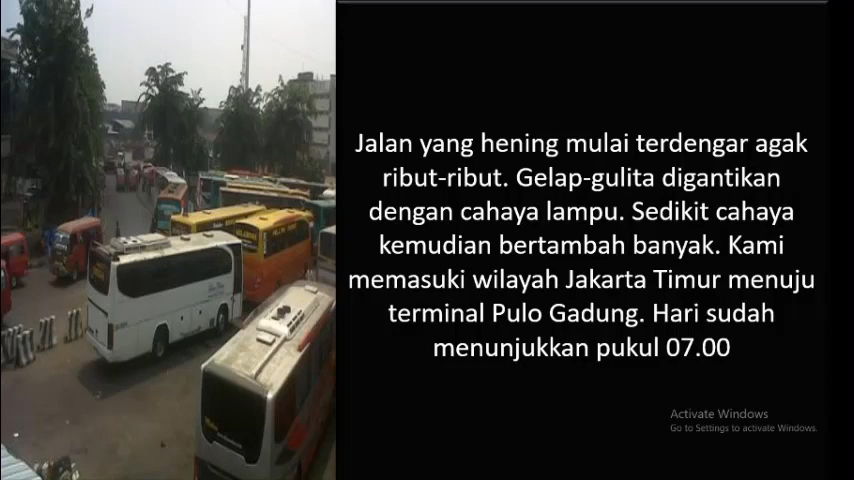 Jalan yang hening mulai terdengar agak
ribut-ribut. Gelap-gulita digantikan
dengan cahaya lampu. Sedikit cahaya
kemudian bertambah banyak. Kami
memasuki wilayah Jakarta Timur menuju
terminal Pulo Gadung. Hari sudah
menunjukkan pukul 07.00
Activate Windows
Go to Settings to activate Windows.